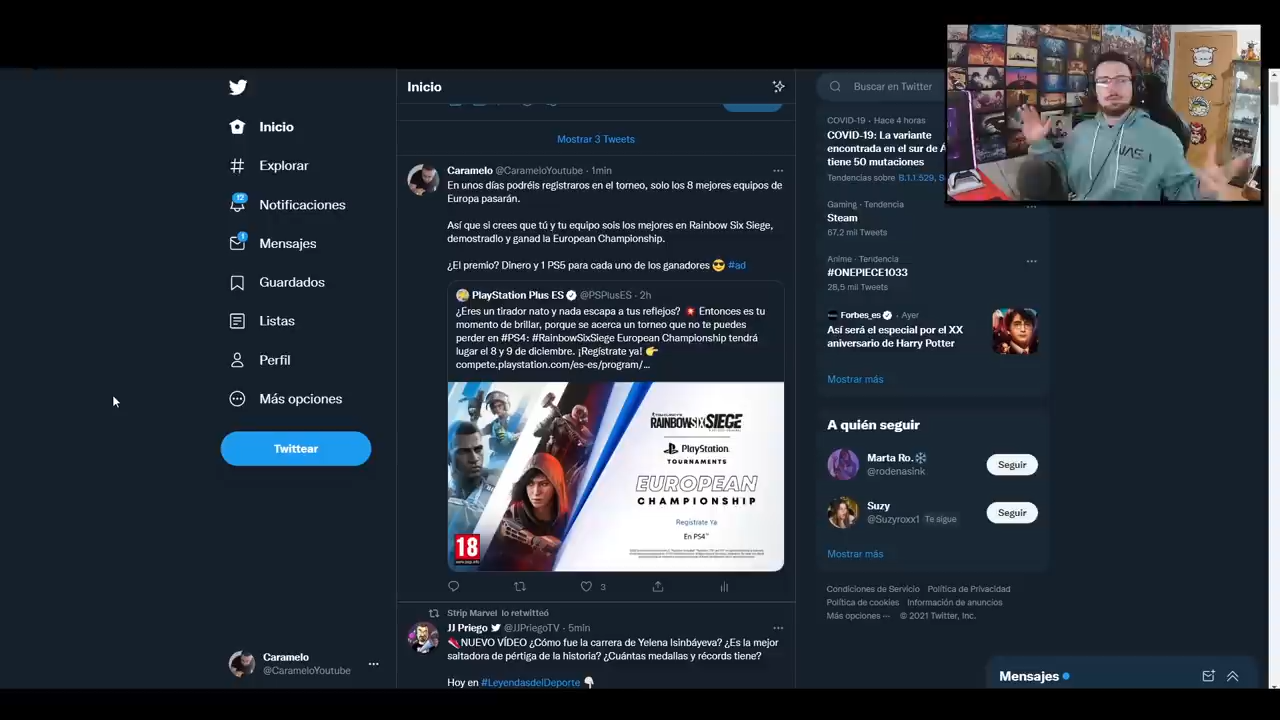 Inicio
Explorar
Notificaciones
12
Mensajes
1
Guardados
Listas
Perfil
Más opciones
Twittear
Caramelo
@CarameloYoutube
Inicio
Mostrar 3 Tweets
Caramelo @CarameloYoutube · 1min
En unos días podréis registraros en el torneo, solo los 8 mejores equipos de
Europa pasarán.
Así que si crees que tú y tu equipo sois los mejores en Rainbow Six Siege,
demostradlo y ganad la European Championship.
¿El premio? Dinero y 1 PS5 para cada uno de los ganadores 😎 #ad
PlayStation Plus ES @PSPlusES · 2h
¿Eres un tirador nato y nada escapa a tus reflejos? 💥 Entonces es tu
momento de brillar, porque se acerca un torneo que no te puedes
perder en #PS4: #RainbowSixSiege European Championship tendrá
lugar el 8 y 9 de diciembre. ¡Regístrate ya! 👉
compete.playstation.com/es-es/program/...
RAINBOW SIX SIEGE
PlayStation
TOURNAMENTS
EUROPEAN
CHAMPIONSHIP
Regístrate Ya
En PS4™
18
3
Strip Marvel lo retwitteó
JJ Priego @JJPriegoTV · 5min
NUEVO VÍDEO ¿Cómo fue la carrera de Yelena Isinbáyeva? ¿Es la mejor
saltadora de pértiga de la historia? ¿Cuántas medallas y récords tiene?
Hoy en #LeyendasdelDeporte 👇
Buscar en Twitter
COVID-19 · Hace 4 horas
COVID-19: La variante
encontrada en el sur de
tiene 50 mutaciones
Tendencias sobre B.1.1.529,
Gaming · Tendencia
Steam
67,2 mil Tweets
Anime · Tendencia
#ONEPIECE1033
28,5 mil Tweets
Forbes_es · Ayer
Así será el especial por el XX
aniversario de Harry Potter
Mostrar más
A quién seguir
Marta Ro.❄️
@rodenasink
Seguir
Suzy
@Suzyroxx1 Te sigue
Seguir
Mostrar más
Condiciones de Servicio Política de Privacidad
Política de cookies Información de anuncios
Más opciones ··· © 2021 Twitter, Inc.
Mensajes